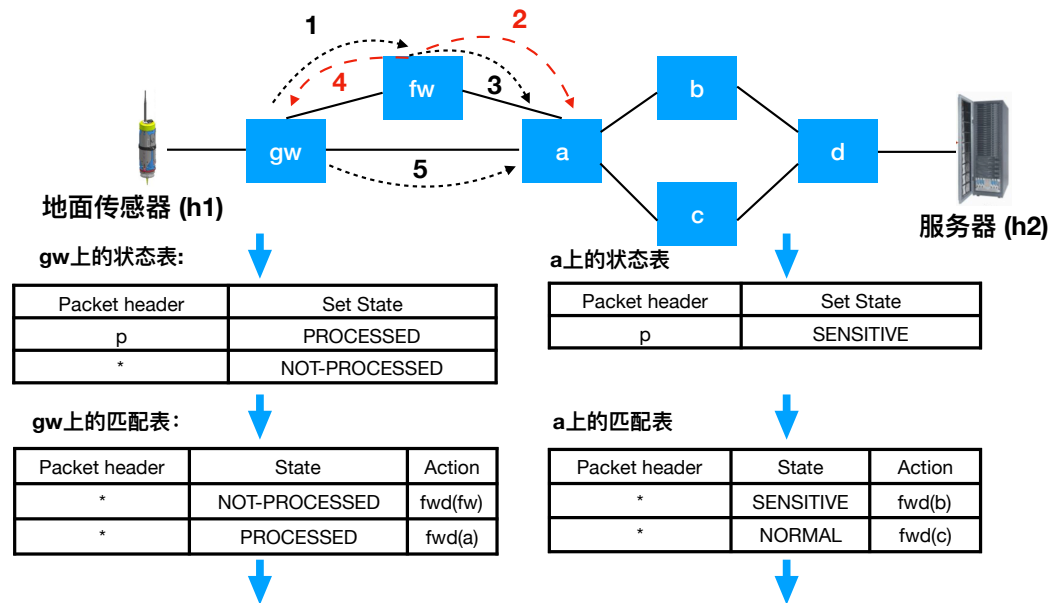 1
2
4
3
fw
b
gw
a
d
5
c
地面传感器 (h1)
服务器 (h2)
gw上的状态表:
a上的状态表
Packet header Set State
p PROCESSED
* NOT-PROCESSED
Packet header Set State
p SENSITIVE
gw上的匹配表：
a上的匹配表
Packet header State Action
* NOT-PROCESSED fwd(fw)
* PROCESSED fwd(a)
Packet header State Action
* SENSITIVE fwd(b)
* NORMAL fwd(c)